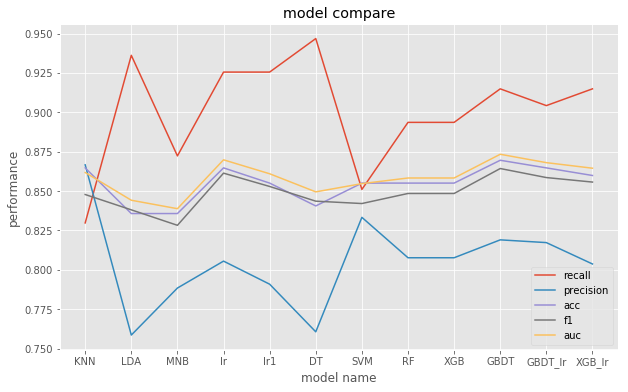 model compare
0.950
0.925
0.900
0.875
0.850
0.825
0.800
0.775
0.750
performance
recall
precision
acc
f1
auc
KNN LDA MNB lr lr1 DT SVM RF XGB GBDT GBDT_lr XGB_lr
model name